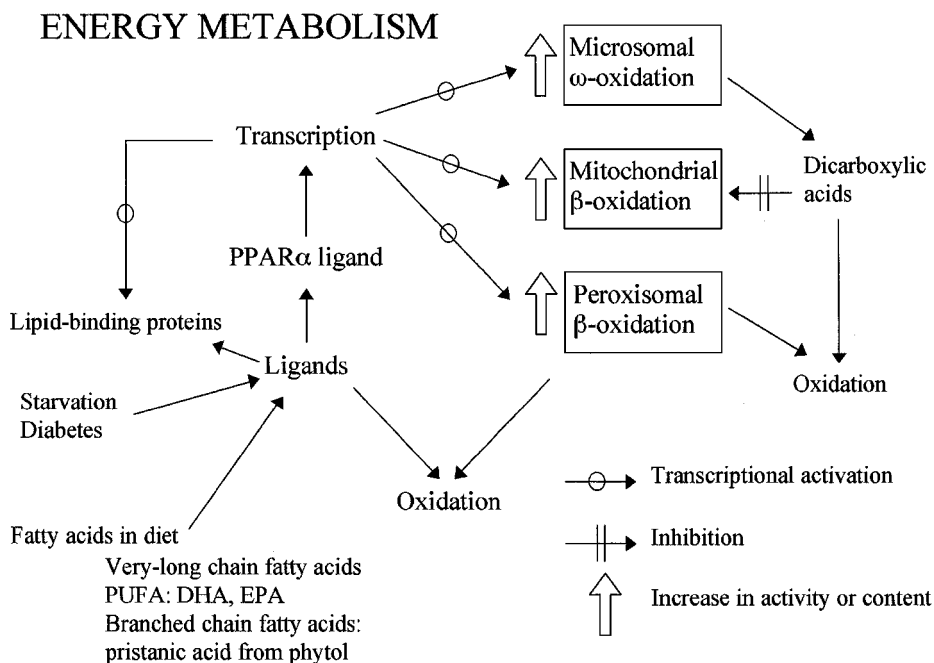 ENERGY METABOLISM
Microsomal
ω-oxidation
Transcription
Mitochondrial
β-oxidation
Dicarboxylic
acids
PPARα ligand
Peroxisomal
β-oxidation
Lipid-binding proteins
Ligands
Oxidation
Starvation
Diabetes
Oxidation
Transcriptional activation
Fatty acids in diet
Inhibition
Very-long chain fatty acids
PUFA: DHA, EPA
Increase in activity or content
Branched chain fatty acids:
pristanic acid from phytol